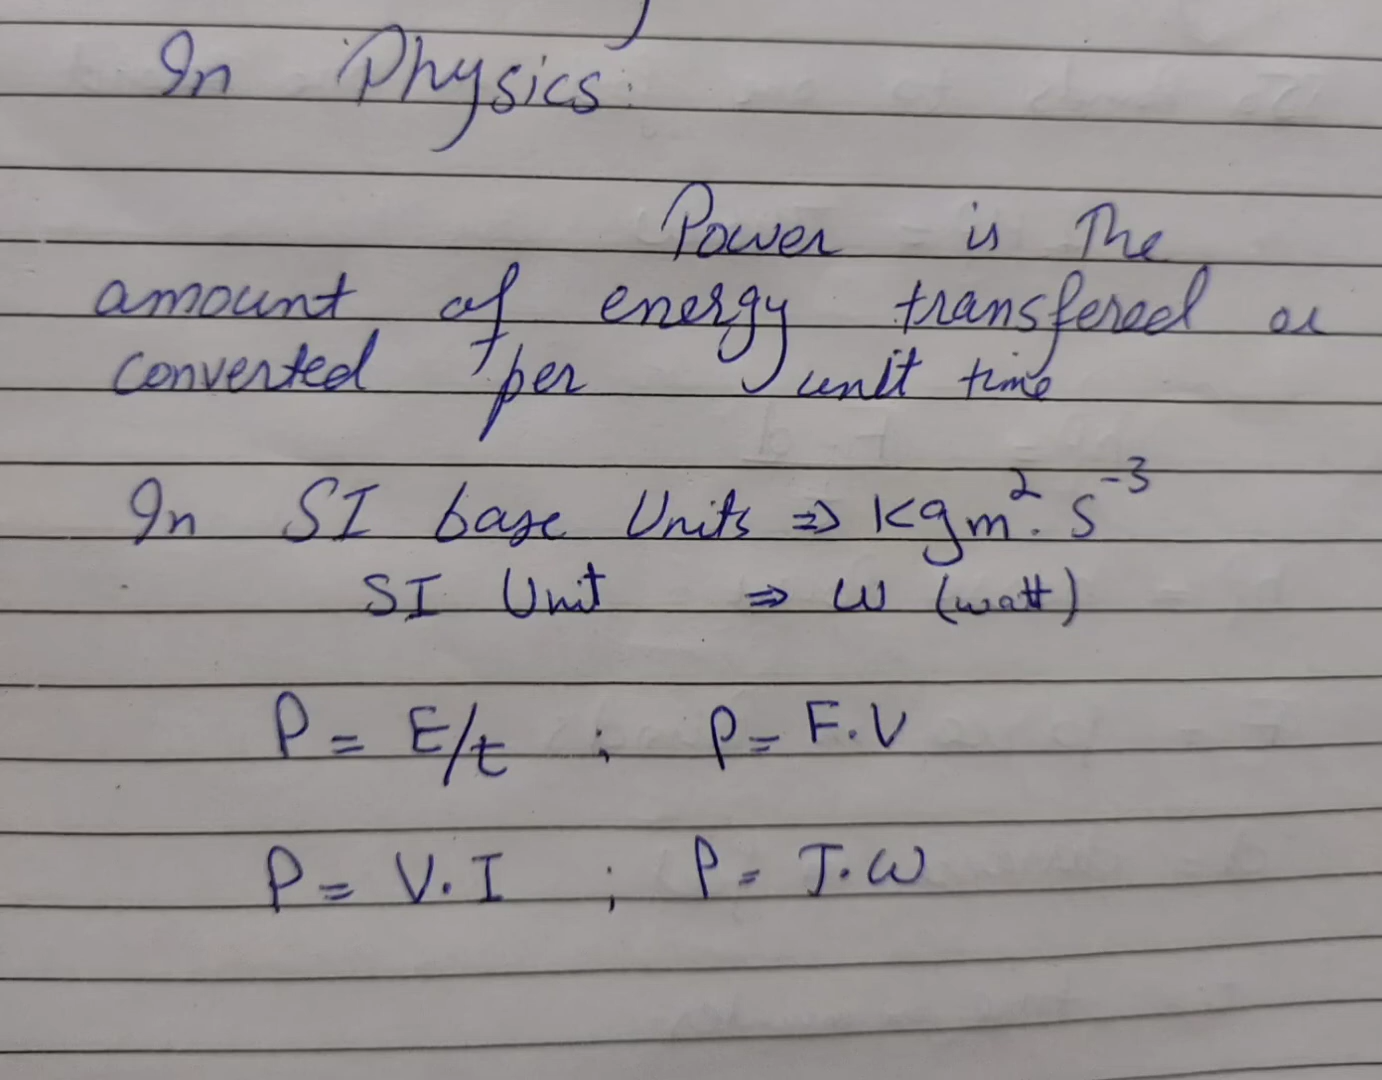 In Physics:
Power is The
amount of energy transfered or
converted per unit time
In SI base Units ⇒ Kgm². S⁻³
SI Unit ⇒ W (watt)
P = E/t ; P = F.V
P = V.I ; P = T.ω